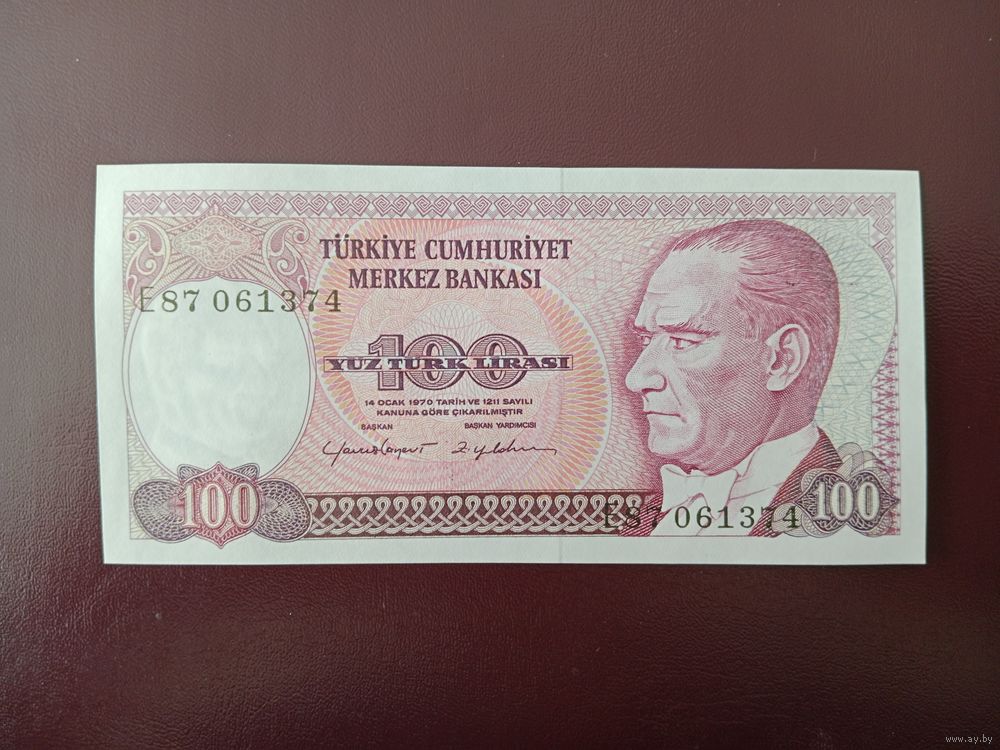 TÜRKİYE CUMHURİYET
MERKEZ BANKASI
E87 061374
100
YUZ TURK LIRASI
14 OCAK 1970 TARİH VE 1211 SAYILI
KANUNA GÖRE ÇIKARILMIŞTIR
BAŞKAN BAŞKAN YARDIMCISI
100
E87 061374
100
www.ay.by